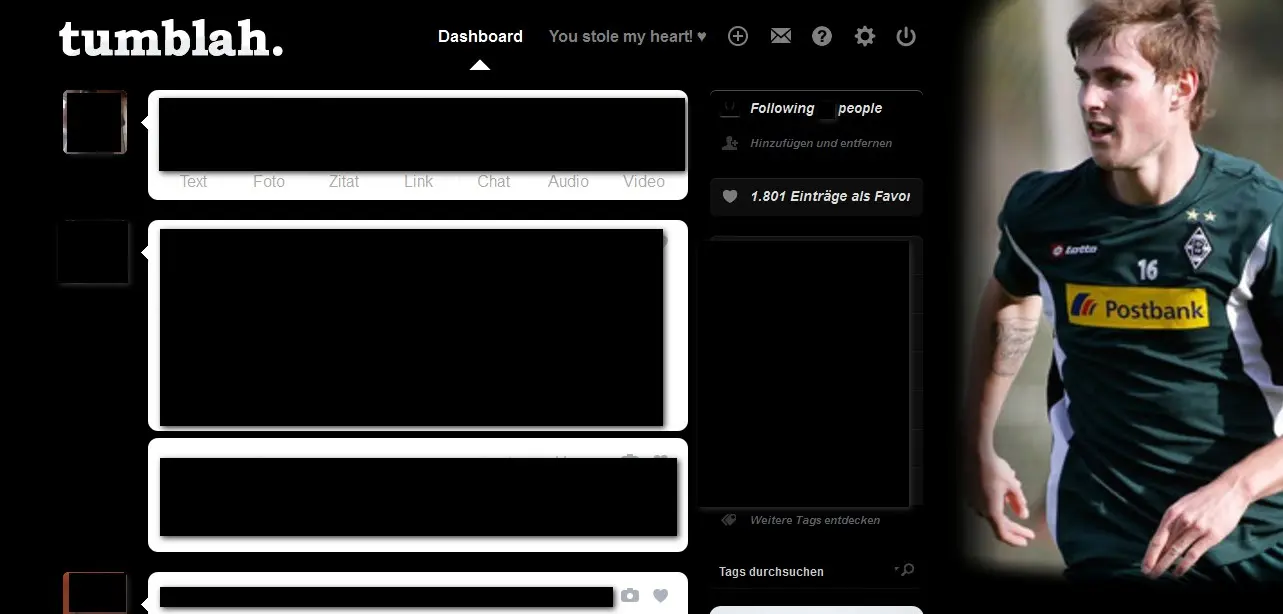 tumblah.
Dashboard
You stole my heart! ♥
?
Text
Foto
Zitat
Link
Chat
Audio
Video
Following people
Hinzufügen und entfernen
1.801 Einträge als Favor
Weitere Tags entdecken
Tags durchsuchen
Lotto
B
16
Postbank